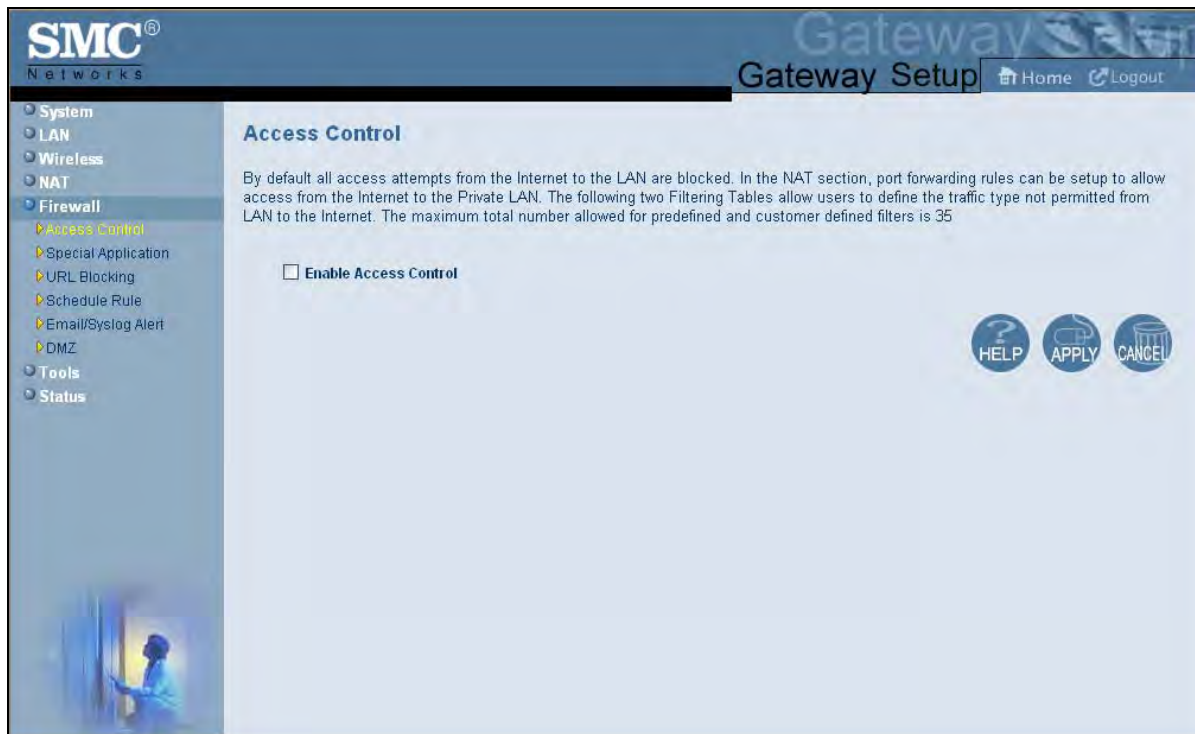 SMC®
Networks
Gateway Setup
Gateway Setup
Home
Logout
System
LAN
Wireless
NAT
Firewall
Access Control
Special Application
URL Blocking
Schedule Rule
Email/Syslog Alert
DMZ
Tools
Status
Access Control
By default all access attempts from the Internet to the LAN are blocked. In the NAT section, port forwarding rules can be setup to allow
access from the Internet to the Private LAN. The following two Filtering Tables allow users to define the traffic type not permitted from
LAN to the Internet. The maximum total number allowed for predefined and customer defined filters is 35
Enable Access Control
HELP
APPLY
CANCEL